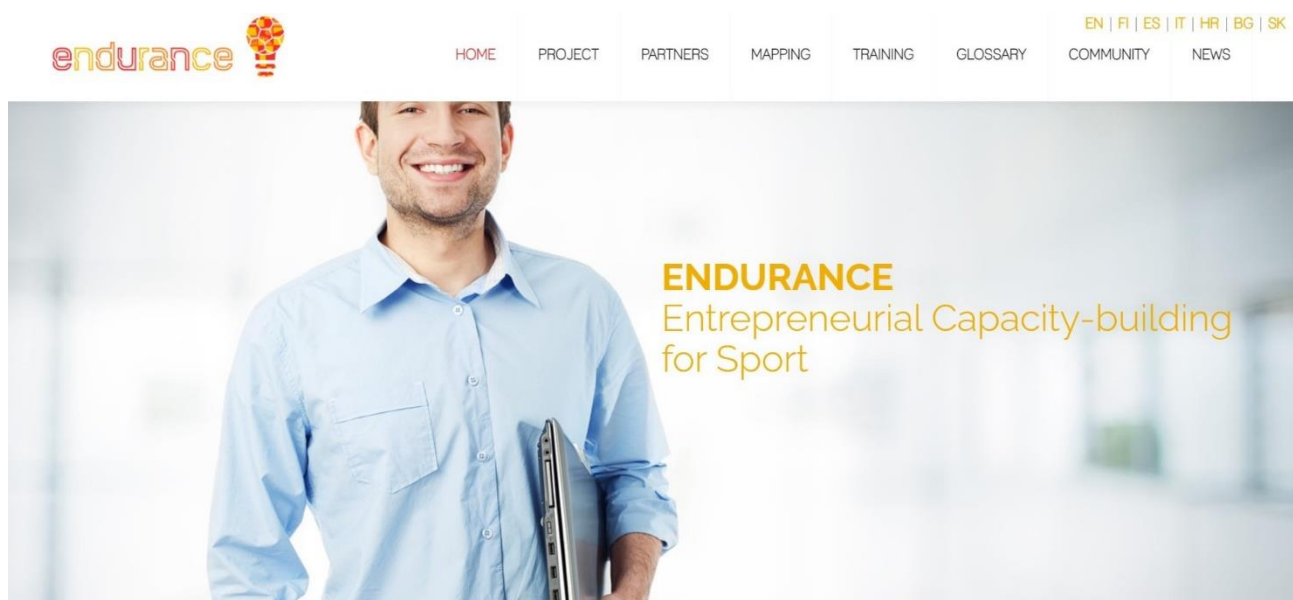 EN | FI | ES | IT | HR | BG | SK
endurance
HOME PROJECT PARTNERS MAPPING TRAINING GLOSSARY COMMUNITY NEWS
ENDURANCE
Entrepreneurial Capacity-building
for Sport